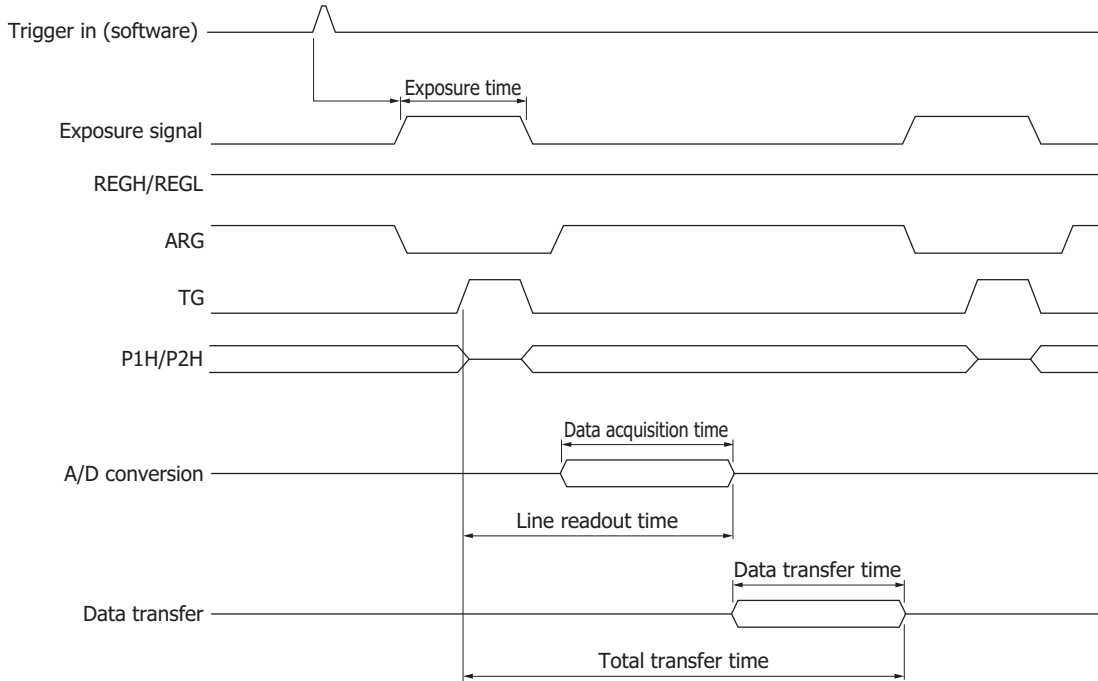 Trigger in (software)
Exposure time
Exposure signal
REGH/REGL
ARG
TG
P1H/P2H
Data acquisition time
A/D conversion
Line readout time
Data transfer time
Data transfer
Total transfer time